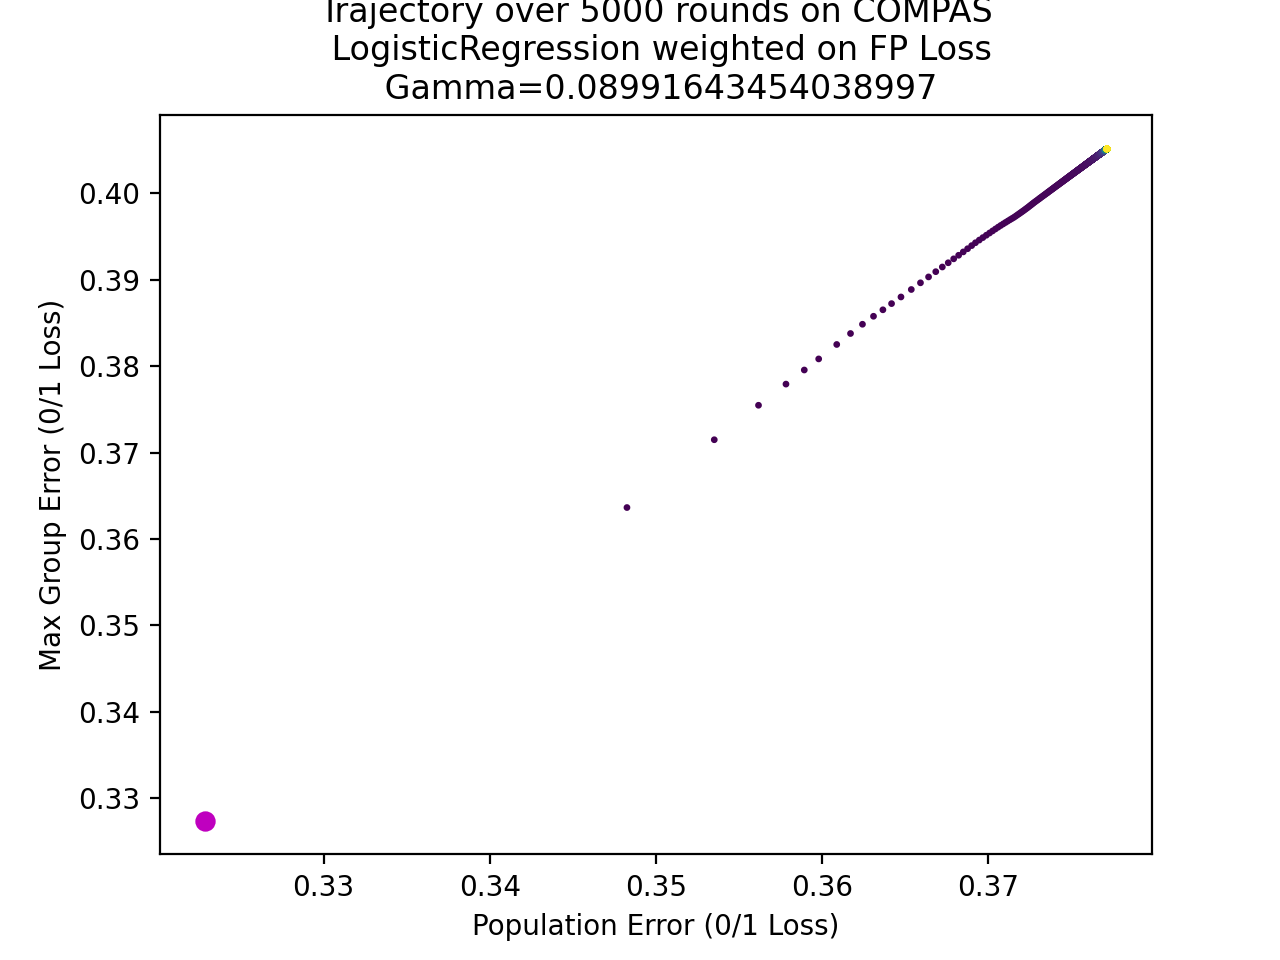 Trajectory over 5000 rounds on COMPAS
LogisticRegression weighted on FP Loss
Gamma=0.08991643454038997
0.40
0.39
0.38
0.37
0.36
0.35
0.34
0.33
Max Group Error (0/1 Loss)
0.33 0.34 0.35 0.36 0.37
Population Error (0/1 Loss)